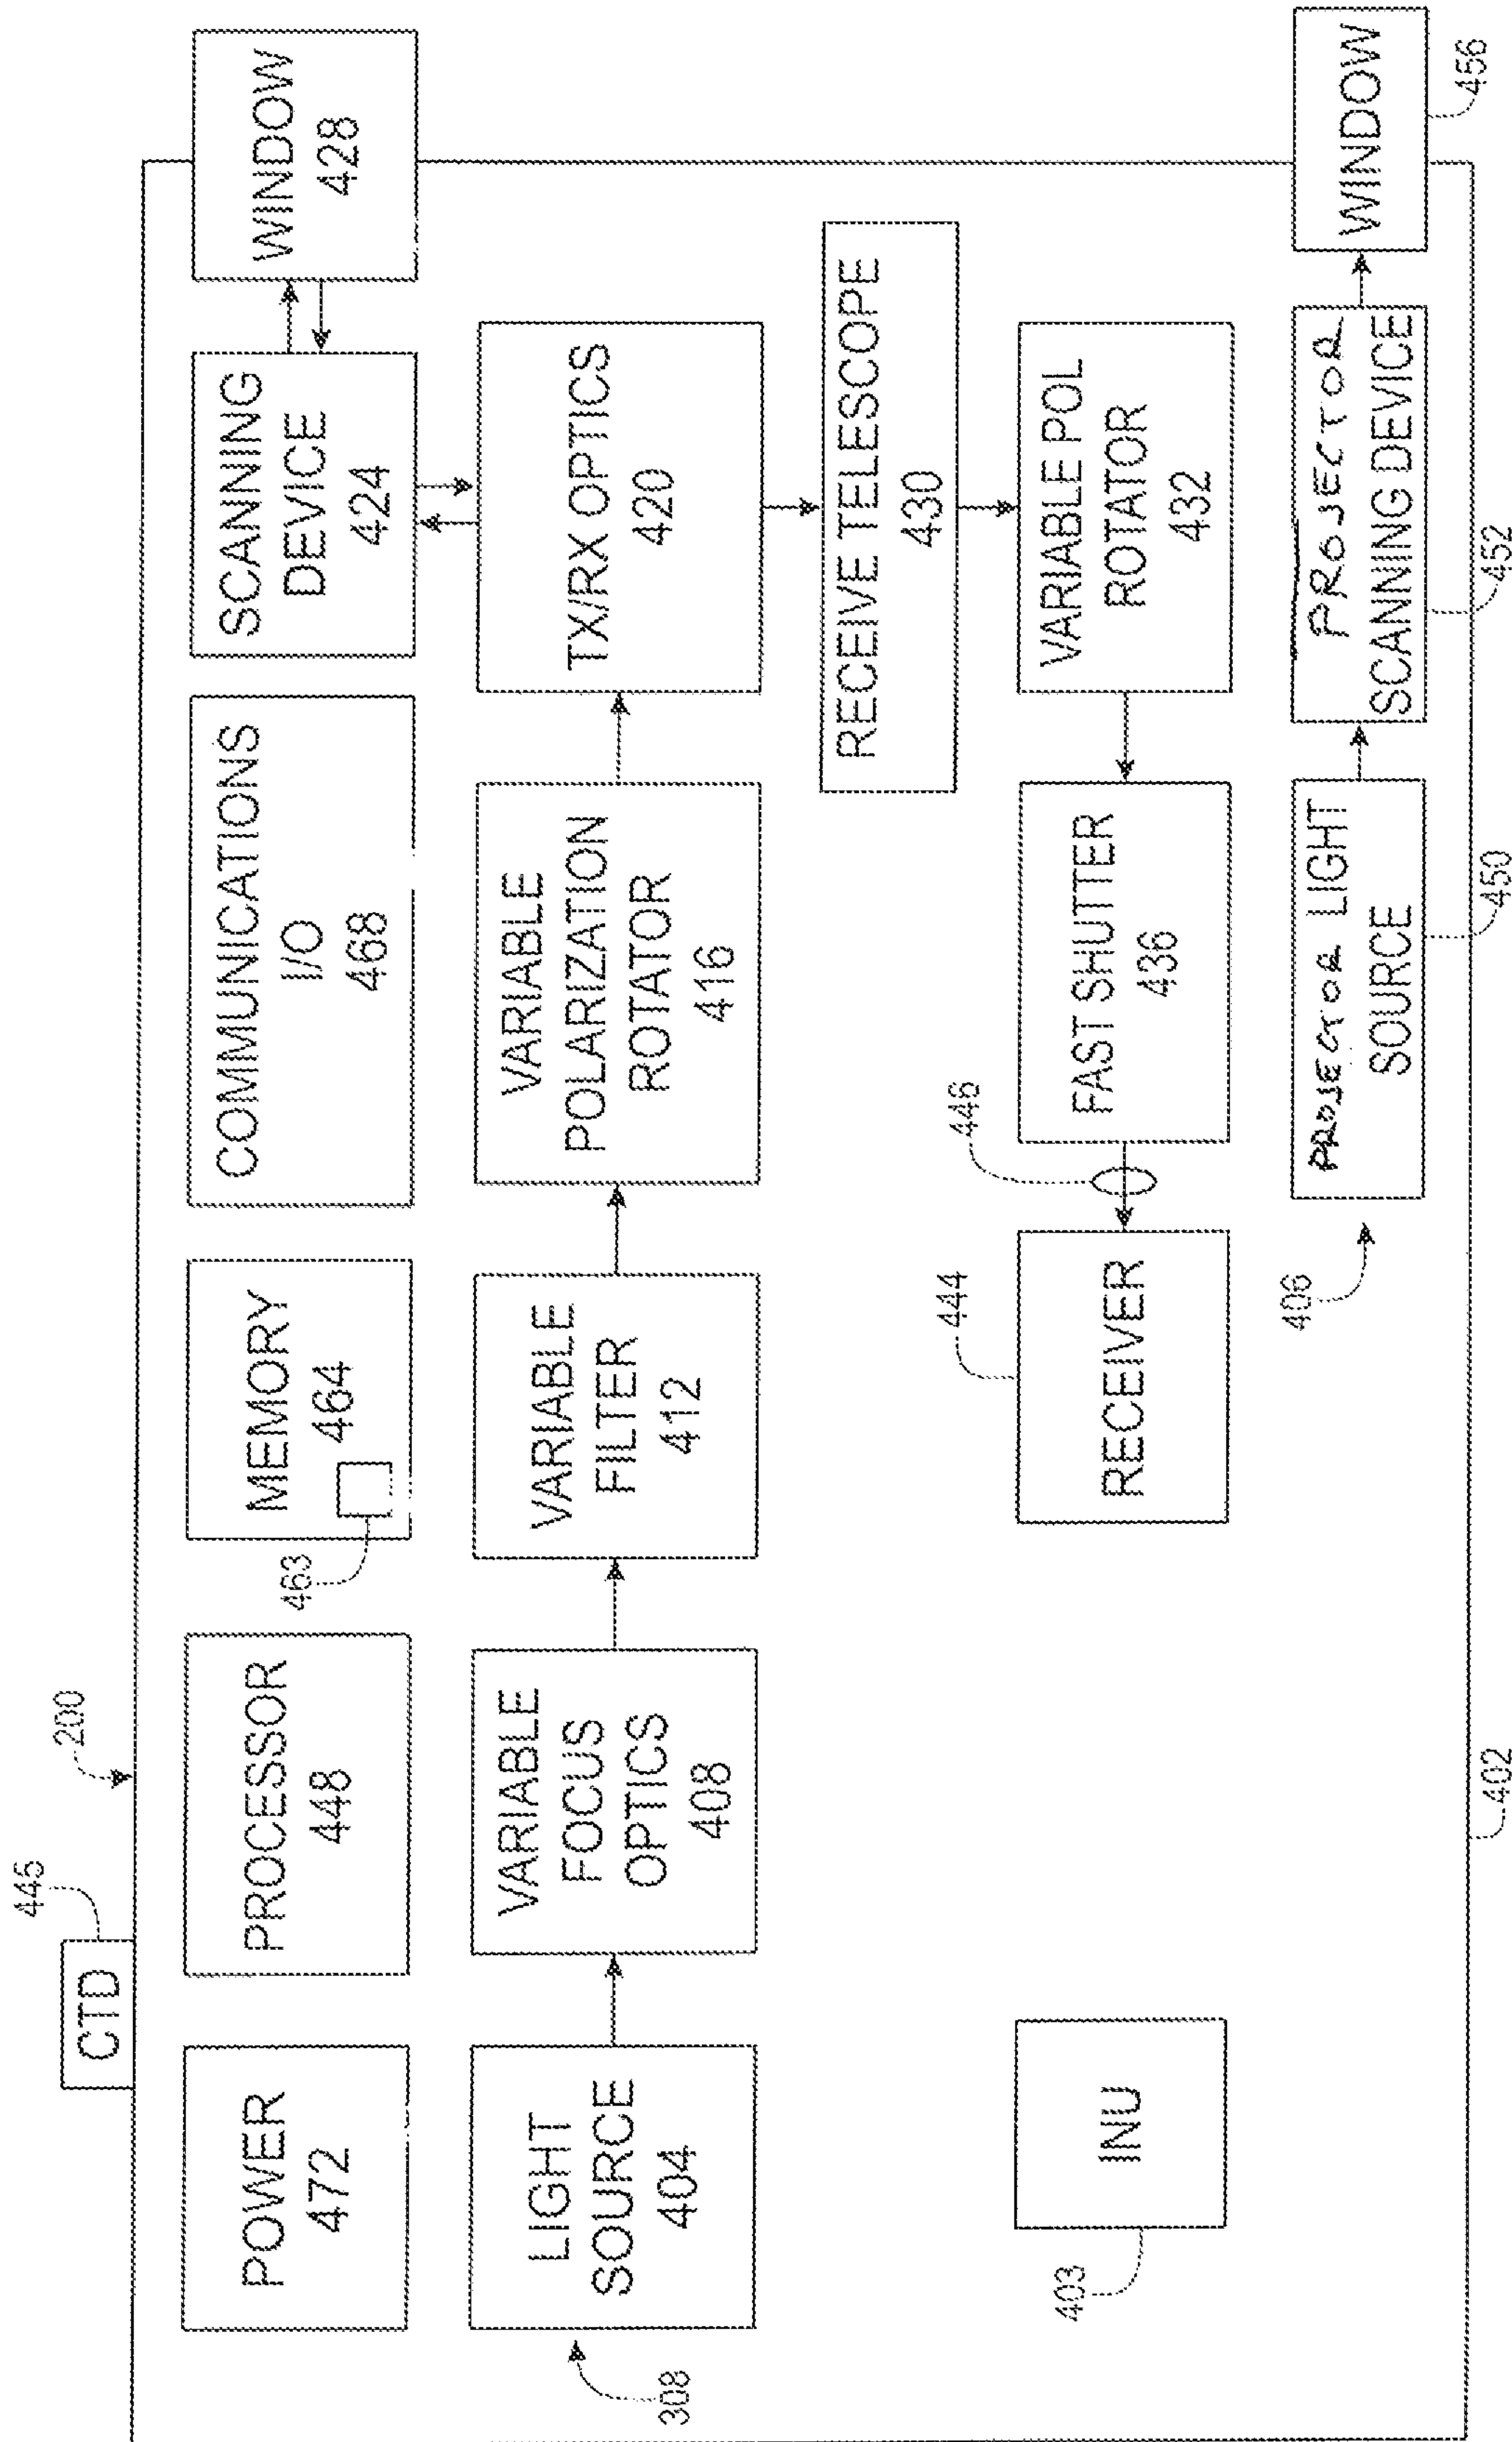 445
200
CTD
POWER
472
PROCESSOR
448
MEMORY
464
463
COMMUNICATIONS
I/O
468
SCANNING
DEVICE
424
WINDOW
428
LIGHT
SOURCE
404
308
VARIABLE
FOCUS
OPTICS
408
VARIABLE
FILTER
412
VARIABLE
POLARIZATION
ROTATOR
416
TX/RX OPTICS
420
RECEIVE TELESCOPE
430
INU
403
444
RECEIVER
446
FAST SHUTTER
436
VARIABLE POL
ROTATOR
432
406
PROJECTOR LIGHT
SOURCE
450
PROJECTOR
SCANNING DEVICE
452
WINDOW
456
402